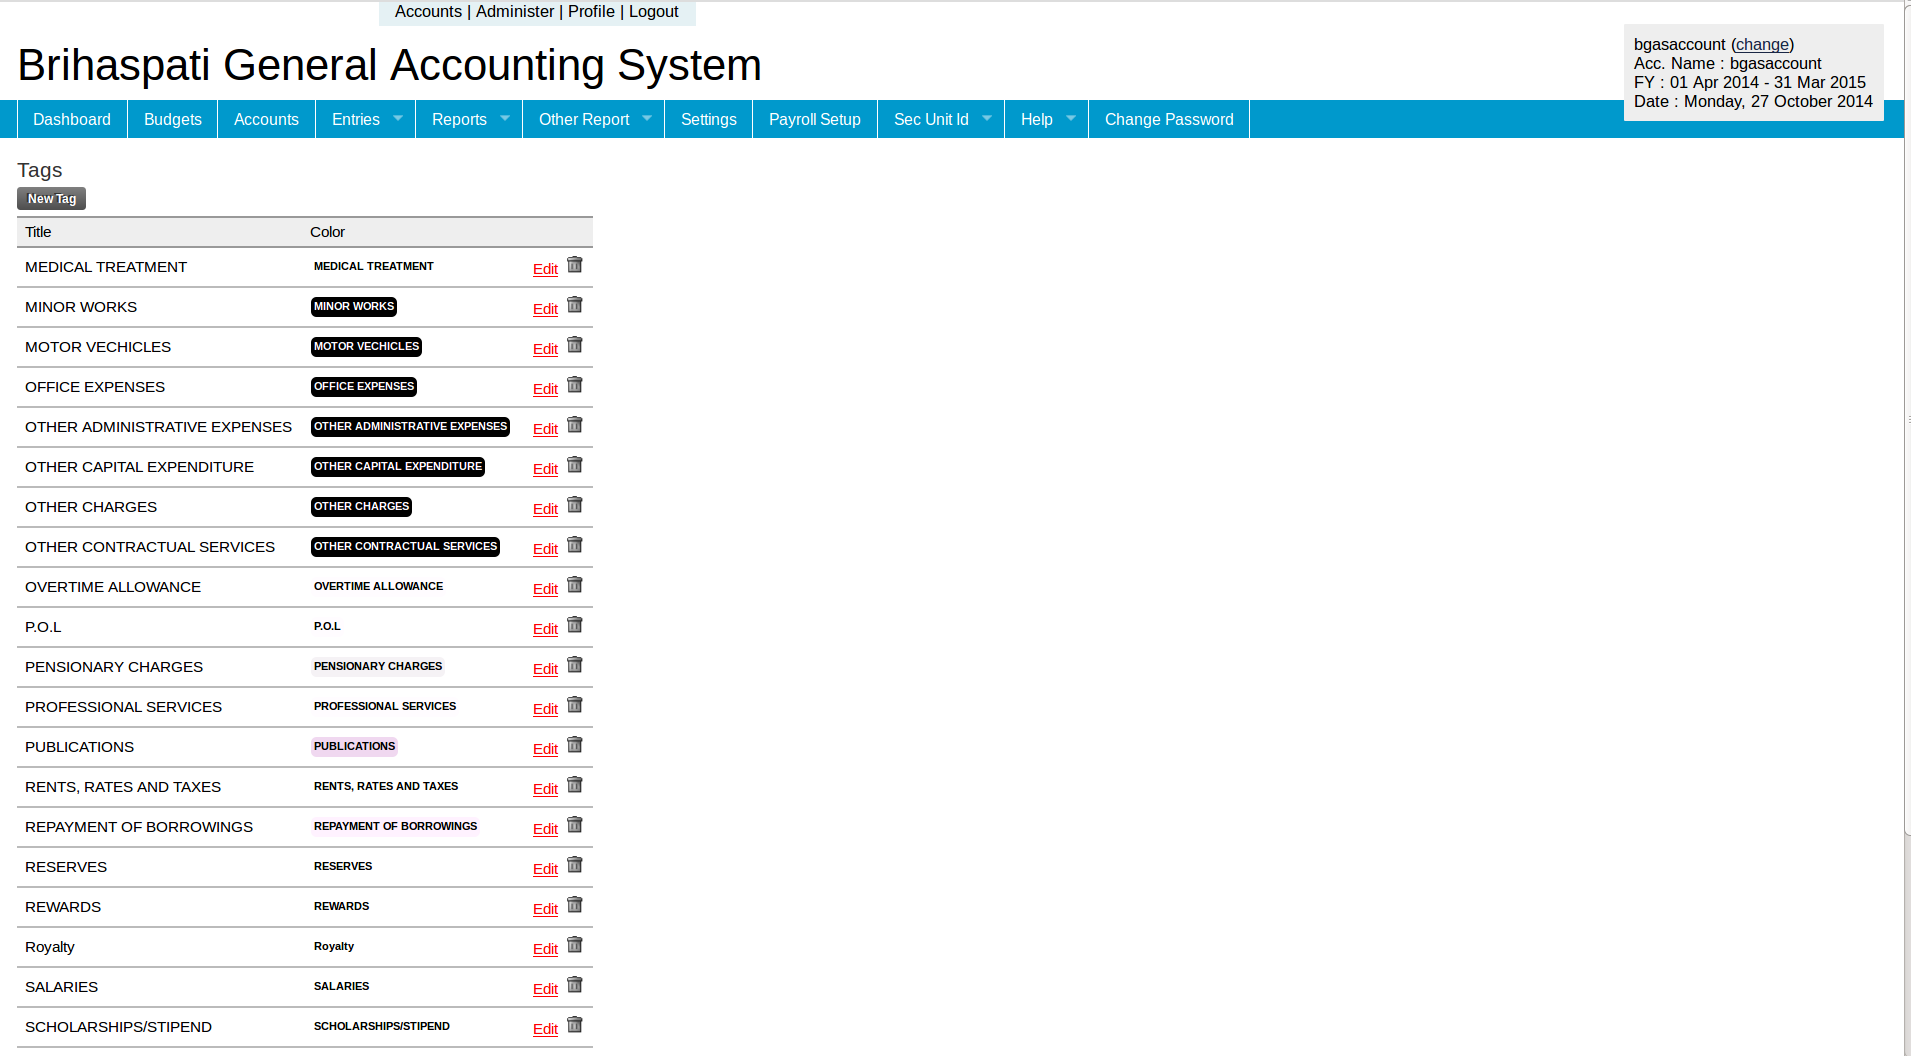 Accounts | Administer | Profile | Logout
Brihaspati General Accounting System
bgasaccount (change)
Acc. Name : bgasaccount
FY : 01 Apr 2014 - 31 Mar 2015
Date : Monday, 27 October 2014
Dashboard Budgets Accounts Entries Reports Other Report Settings Payroll Setup Sec Unit Id Help Change Password
Tags
New Tag
Title Color
MEDICAL TREATMENT MEDICAL TREATMENT Edit
MINOR WORKS MINOR WORKS Edit
MOTOR VECHICLES MOTOR VECHICLES Edit
OFFICE EXPENSES OFFICE EXPENSES Edit
OTHER ADMINISTRATIVE EXPENSES OTHER ADMINISTRATIVE EXPENSES Edit
OTHER CAPITAL EXPENDITURE OTHER CAPITAL EXPENDITURE Edit
OTHER CHARGES OTHER CHARGES Edit
OTHER CONTRACTUAL SERVICES OTHER CONTRACTUAL SERVICES Edit
OVERTIME ALLOWANCE OVERTIME ALLOWANCE Edit
P.O.L P.O.L Edit
PENSIONARY CHARGES PENSIONARY CHARGES Edit
PROFESSIONAL SERVICES PROFESSIONAL SERVICES Edit
PUBLICATIONS PUBLICATIONS Edit
RENTS, RATES AND TAXES RENTS, RATES AND TAXES Edit
REPAYMENT OF BORROWINGS REPAYMENT OF BORROWINGS Edit
RESERVES RESERVES Edit
REWARDS REWARDS Edit
Royalty Royalty Edit
SALARIES SALARIES Edit
SCHOLARSHIPS/STIPEND SCHOLARSHIPS/STIPEND Edit